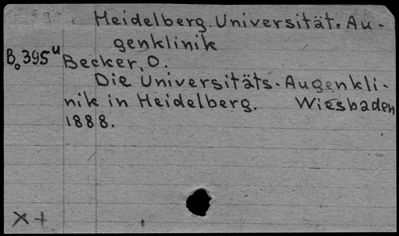 Heidelberg. Universität. Au-
genklinik
B. 395u Becker, O.
Die Universitäts-Augenkli-
nik in Heidelberg. Wiesbaden
1888.
x+